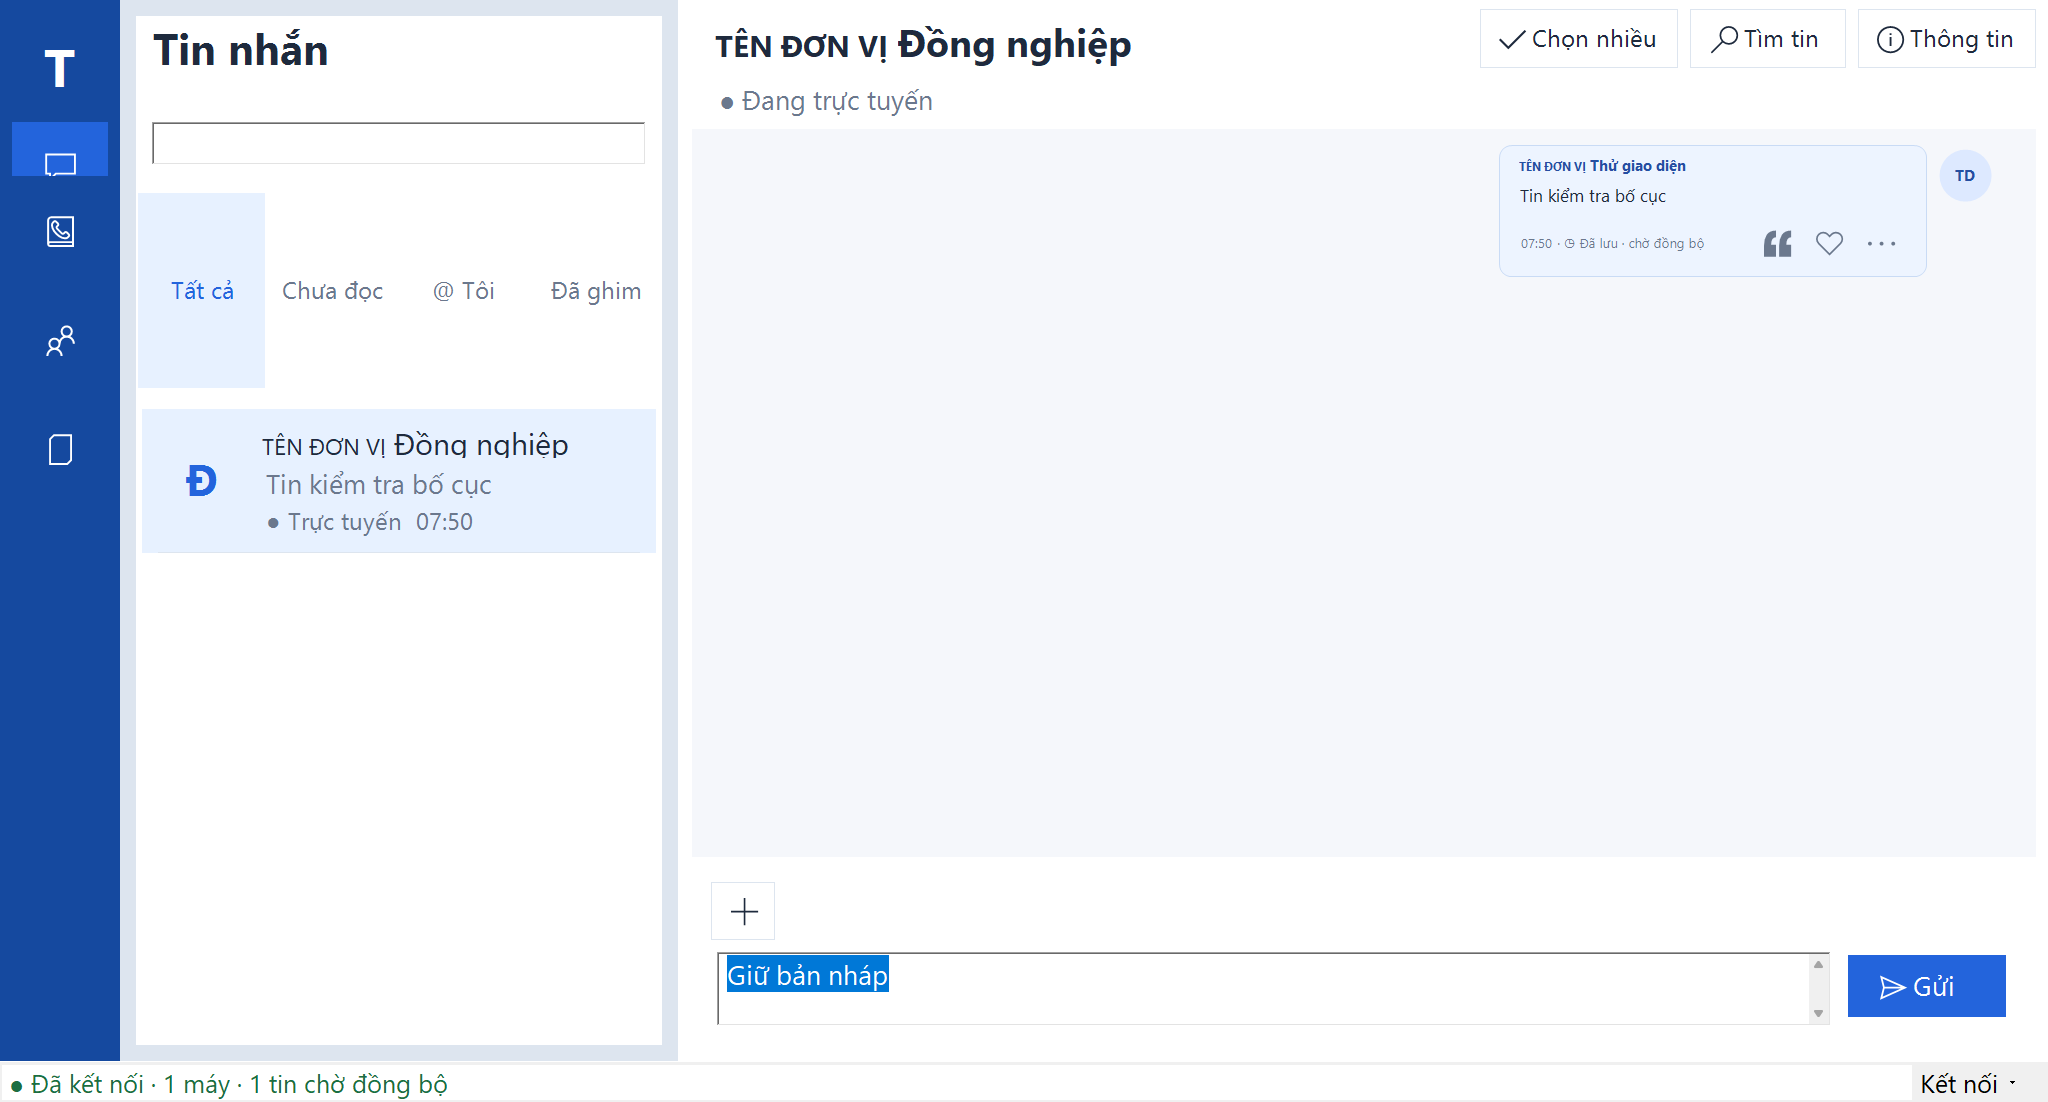 T
Tin nhắn
Tất cả
Chưa đọc
@ Tôi
Đã ghim
Đ
TÊN ĐƠN VỊ Đồng nghiệp
Tin kiểm tra bố cục
● Trực tuyến 07:50
TÊN ĐƠN VỊ Đồng nghiệp
● Đang trực tuyến
Chọn nhiều
Tìm tin
Thông tin
TÊN ĐƠN VỊ Thử giao diện
Tin kiểm tra bố cục
07:50 · ◷ Đã lưu · chờ đồng bộ
TD
Giữ bản nháp
Gửi
● Đã kết nối · 1 máy · 1 tin chờ đồng bộ
Kết nối